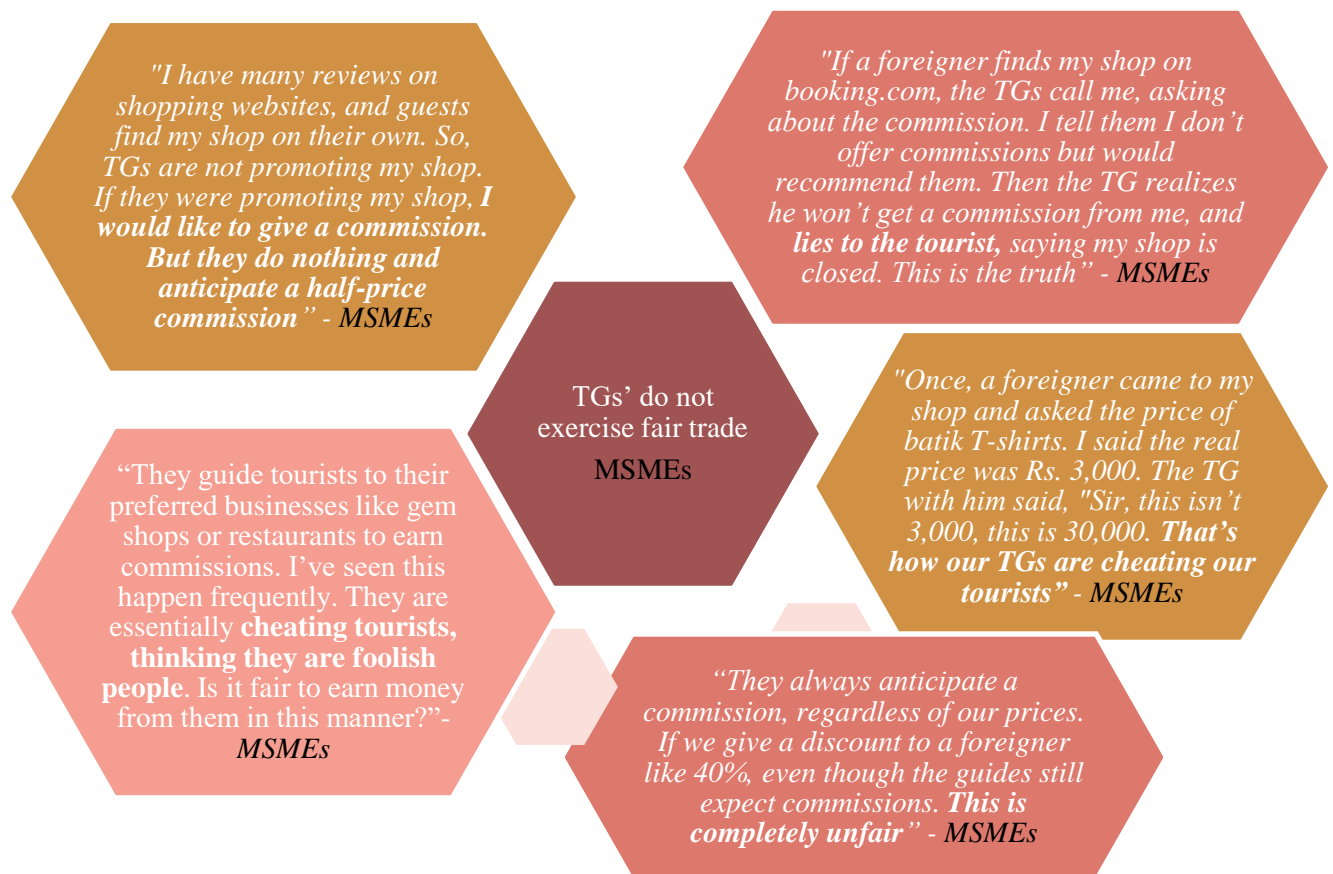 "I have many reviews on
shopping websites, and guests
find my shop on their own. So,
TGs are not promoting my shop.
If they were promoting my shop, I
would like to give a commission.
But they do nothing and
anticipate a half-price
commission” - MSMEs
"If a foreigner finds my shop on
booking.com, the TGs call me, asking
about the commission. I tell them I don’t
offer commissions but would
recommend them. Then the TG realizes
he won’t get a commission from me, and
lies to the tourist, saying my shop is
closed. This is the truth” - MSMEs
TGs’ do not
exercise fair trade
MSMEs
"Once, a foreigner came to my
shop and asked the price of
batik T-shirts. I said the real
price was Rs. 3,000. The TG
with him said, "Sir, this isn’t
3,000, this is 30,000. That’s
how our TGs are cheating our
tourists” - MSMEs
“They guide tourists to their
preferred businesses like gem
shops or restaurants to earn
commissions. I’ve seen this
happen frequently. They are
essentially cheating tourists,
thinking they are foolish
people. Is it fair to earn money
from them in this manner?”-
MSMEs
“They always anticipate a
commission, regardless of our prices.
If we give a discount to a foreigner
like 40%, even though the guides still
expect commissions. This is
completely unfair” - MSMEs